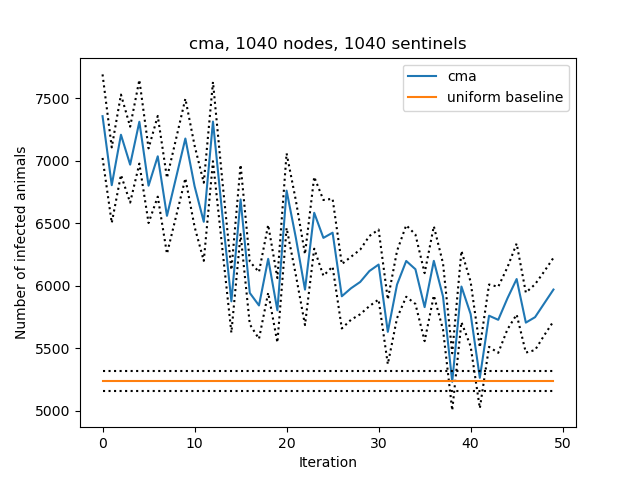 cma, 1040 nodes, 1040 sentinels
cma
uniform baseline
Number of infected animals
7500
7000
6500
6000
5500
5000
0 10 20 30 40 50
Iteration